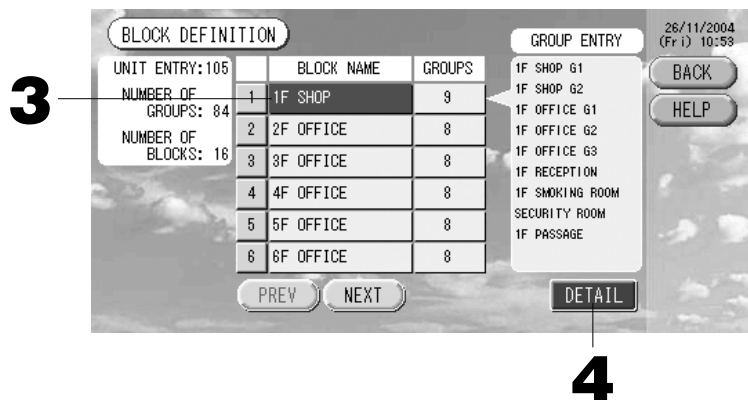 BLOCK DEFINITION
26/11/2004
(Fri) 10:53
UNIT ENTRY:105
NUMBER OF
GROUPS: 84
NUMBER OF
BLOCKS: 16
BLOCK NAME GROUPS
1 1F SHOP 9
2 2F OFFICE 8
3 3F OFFICE 8
4 4F OFFICE 8
5 5F OFFICE 8
6 6F OFFICE 8
PREV NEXT
GROUP ENTRY
1F SHOP G1
1F SHOP G2
1F OFFICE G1
1F OFFICE G2
1F OFFICE G3
1F RECEPTION
1F SMOKING ROOM
SECURITY ROOM
1F PASSAGE
DETAIL
BACK
HELP
3
4